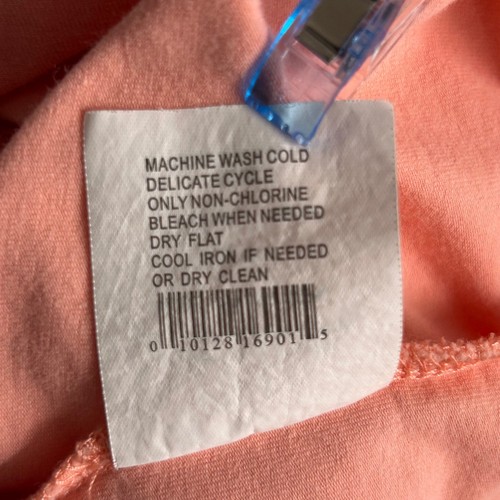 MACHINE WASH COLD
DELICATE CYCLE
ONLY NON-CHLORINE
BLEACH WHEN NEEDED
DRY FLAT
COOL IRON IF NEEDED
OR DRY CLEAN
0 10128 16901 5